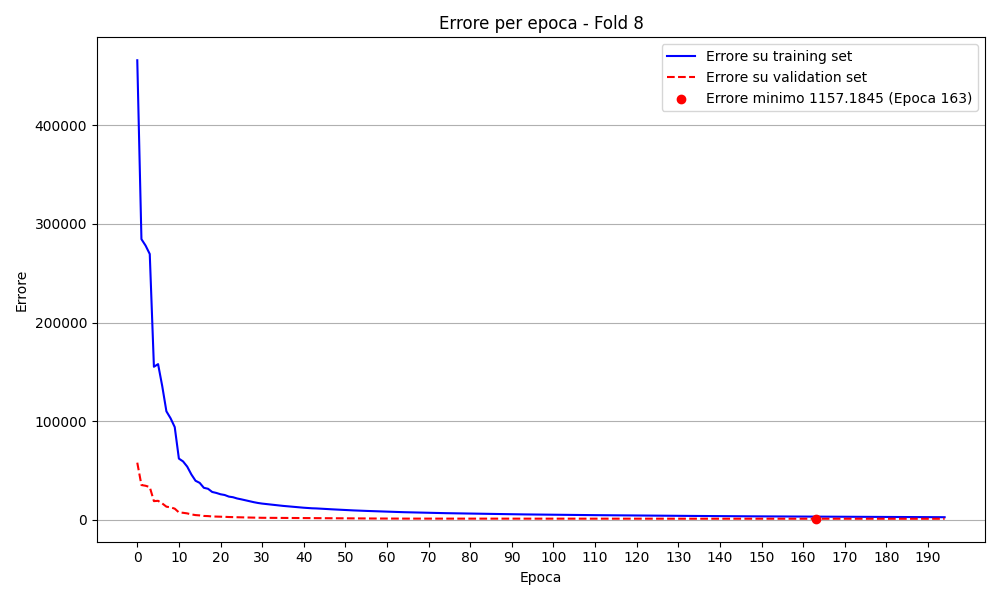 Errore per epoca - Fold 8
Errore su training set
Errore su validation set
Errore minimo 1157.1845 (Epoca 163)
Errore
400000
300000
200000
100000
0
0 10 20 30 40 50 60 70 80 90 100 110 120 130 140 150 160 170 180 190
Epoca